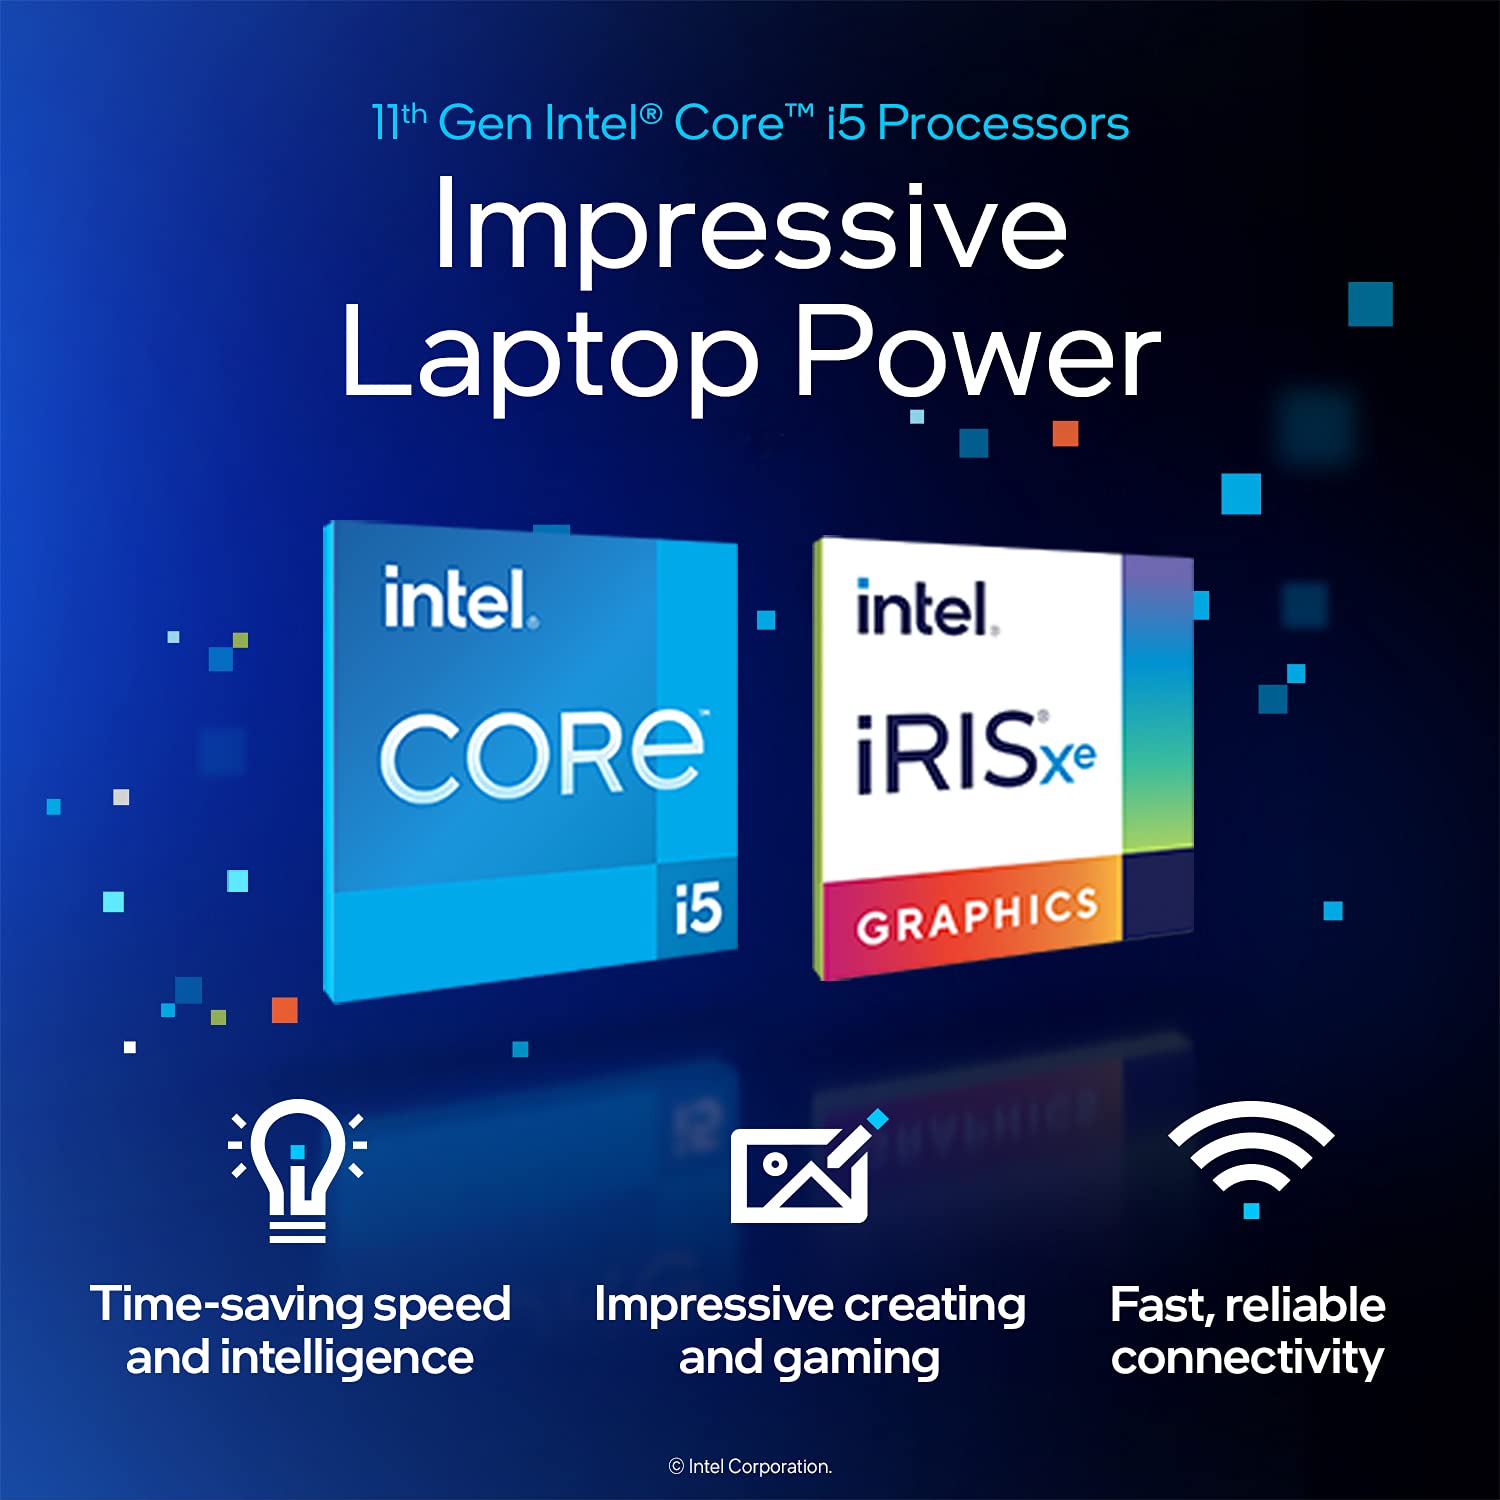 11th Gen Intel® Core™ i5 Processors
Impressive
Laptop Power
intel®
CORe™
i5
intel®
iRIS® Xe
GRAPHICS
Time-saving speed
and intelligence
Impressive creating
and gaming
Fast, reliable
connectivity
© Intel Corporation.